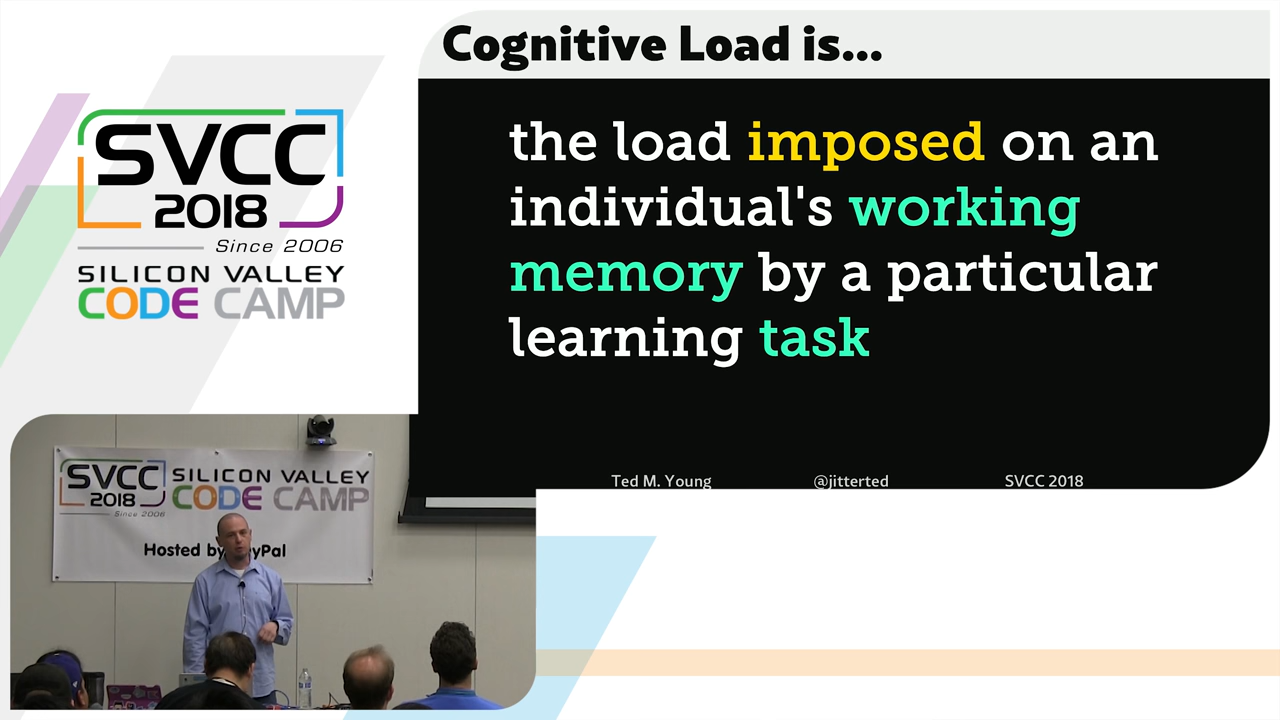 Cognitive Load is...
SVCC
2018
Since 2006
SILICON VALLEY
CODE CAMP
the load imposed on an
individual's working
memory by a particular
learning task
Ted M. Young @jitterted SVCC 2018
SVCC
2018
Since 2006
SILICON VALLEY
CODE CAMP
Hosted by yPal